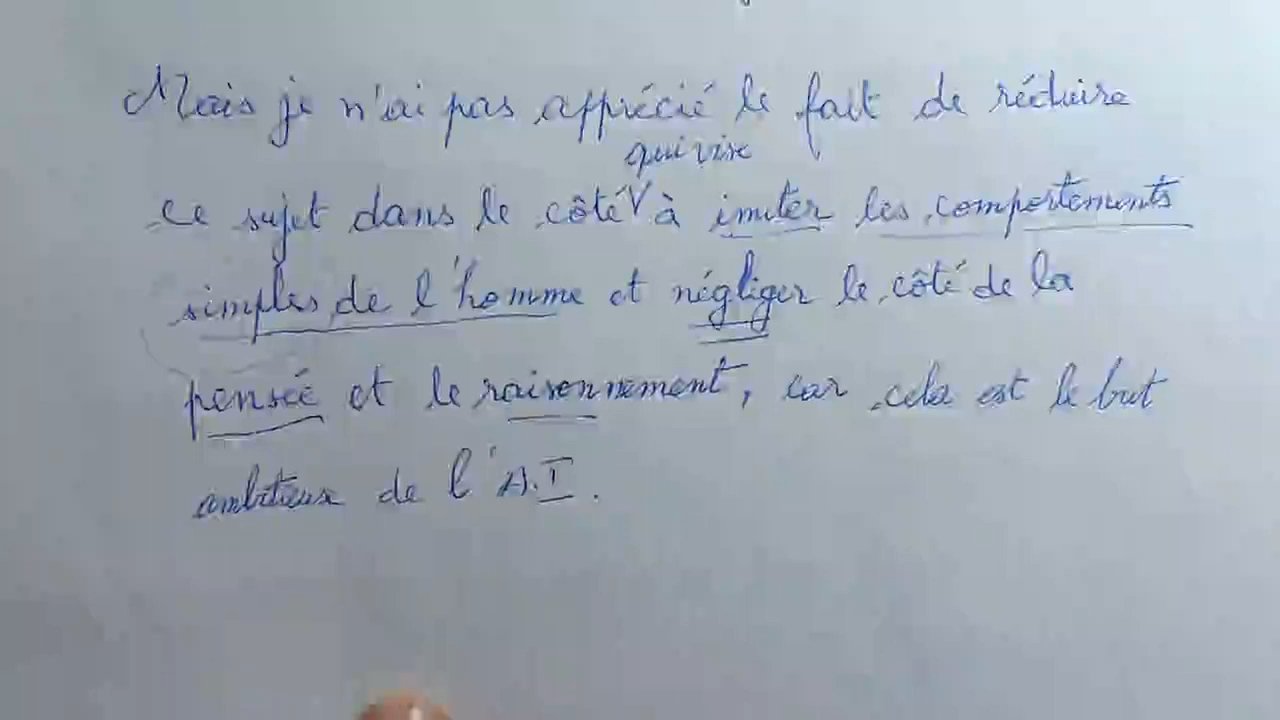 Mais je n'ai pas apprécié le fait de réduire
qui vise
ce sujet dans le côté à imiter les comportements
simples de l'homme et négliger le côté de la
pensée et le raisonnement, car cela est le but
ambitieux de l'A.I.